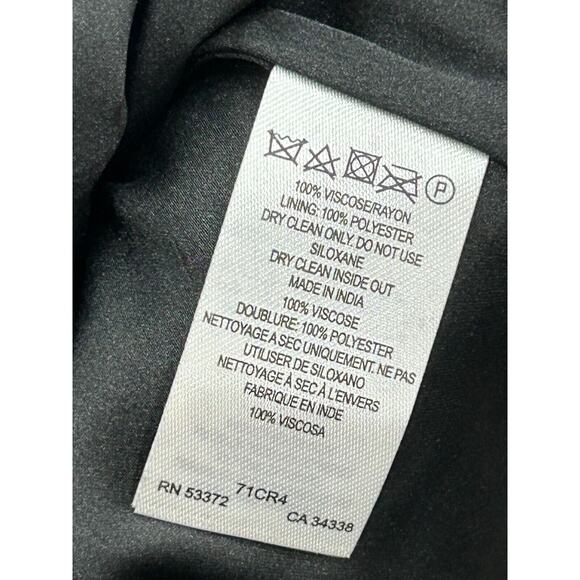 P
100% VISCOSE/RAYON
LINING: 100% POLYESTER
DRY CLEAN ONLY. DO NOT USE
SILOXANE
DRY CLEAN INSIDE OUT
MADE IN INDIA
100% VISCOSE
DOUBLURE: 100% POLYESTER
NETTOYAGE A SEC UNIQUEMENT. NE PAS
UTILISER DE SILOXANO
NETTOYAGE À SEC À L'ENVERS
FABRIQUE EN INDE
100% VISCOSA
RN 53372 71CR4 CA 34338